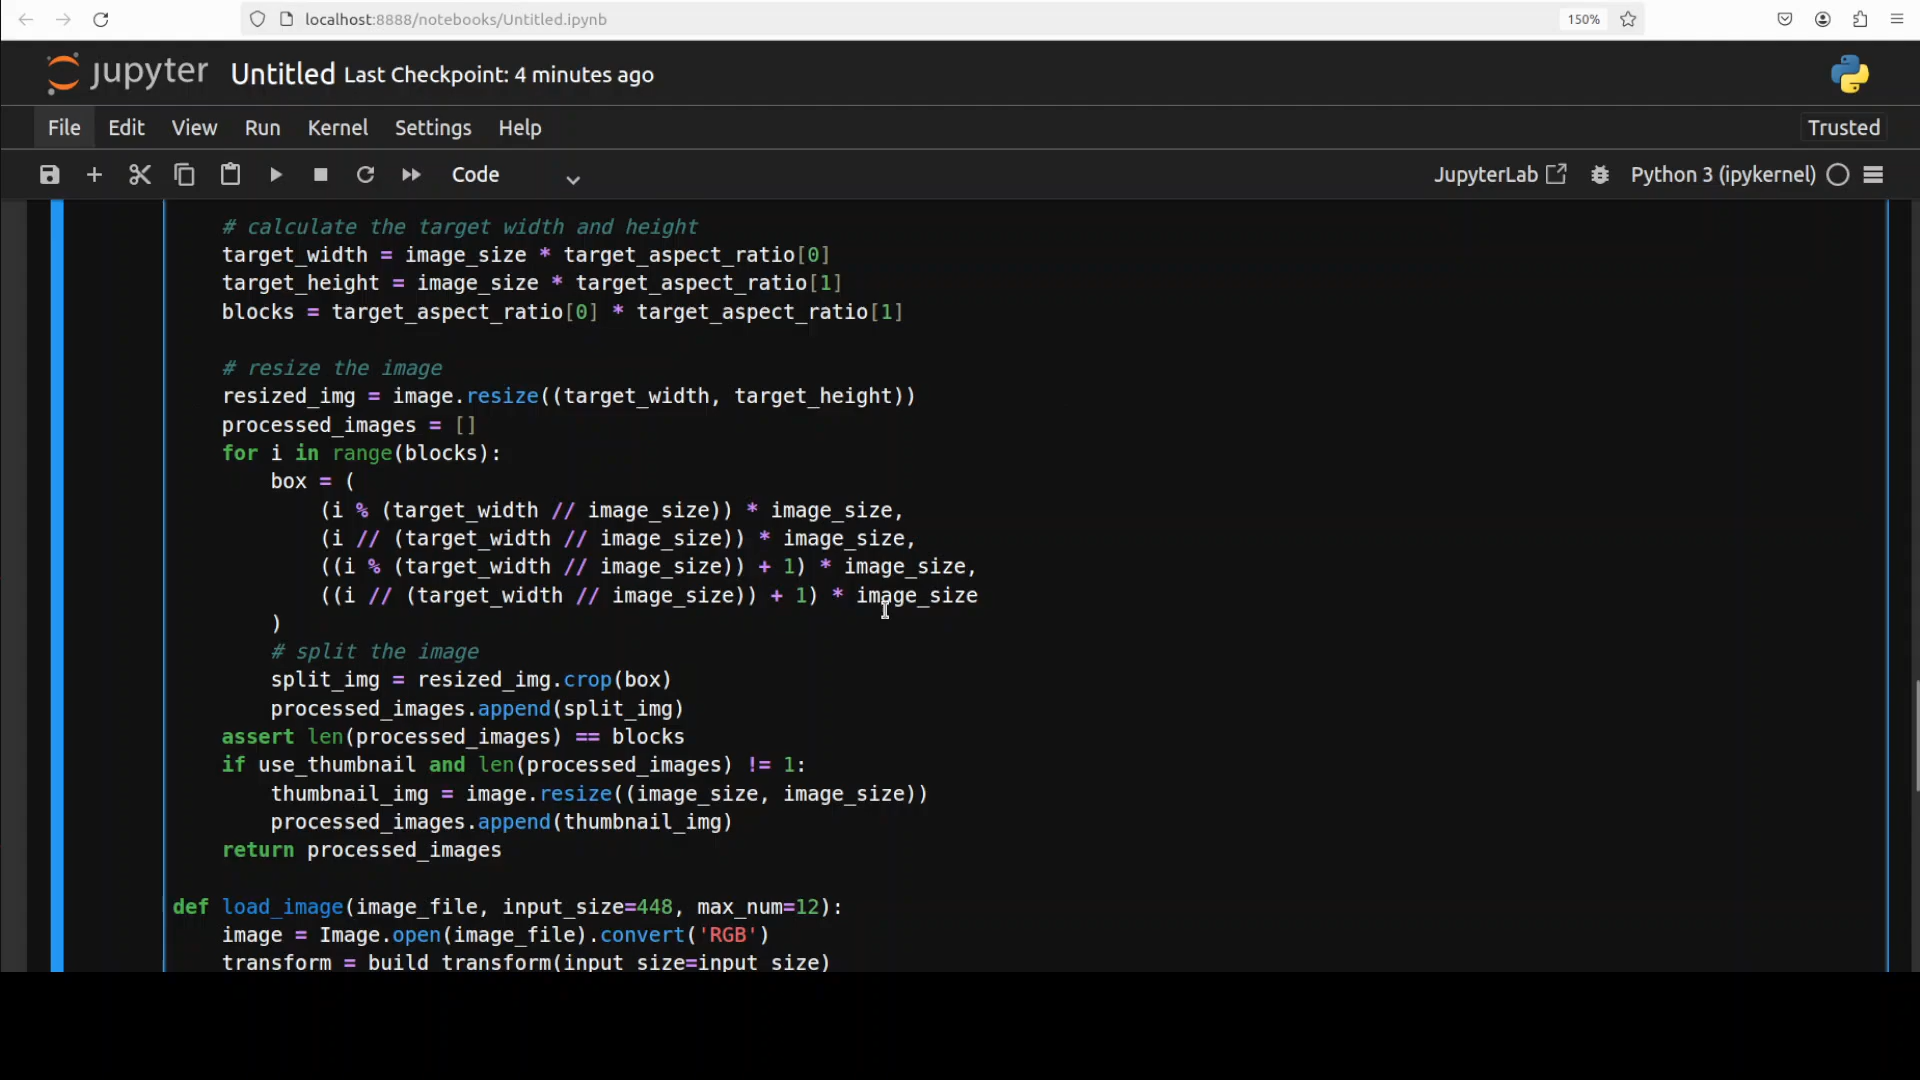 localhost:8888/notebooks/Untitled.ipynb
150%
jupyter Untitled Last Checkpoint: 4 minutes ago
File Edit View Run Kernel Settings Help Trusted
Code JupyterLab Python 3 (ipykernel)
# calculate the target width and height
target_width = image_size * target_aspect_ratio[0]
target_height = image_size * target_aspect_ratio[1]
blocks = target_aspect_ratio[0] * target_aspect_ratio[1]
# resize the image
resized_img = image.resize((target_width, target_height))
processed_images = []
for i in range(blocks):
box = (
(i % (target_width // image_size)) * image_size,
(i // (target_width // image_size)) * image_size,
((i % (target_width // image_size)) + 1) * image_size,
((i // (target_width // image_size)) + 1) * image_size
)
# split the image
split_img = resized_img.crop(box)
processed_images.append(split_img)
assert len(processed_images) == blocks
if use_thumbnail and len(processed_images) != 1:
thumbnail_img = image.resize((image_size, image_size))
processed_images.append(thumbnail_img)
return processed_images
def load_image(image_file, input_size=448, max_num=12):
image = Image.open(image_file).convert('RGB')
transform = build_transform(input_size=input_size)